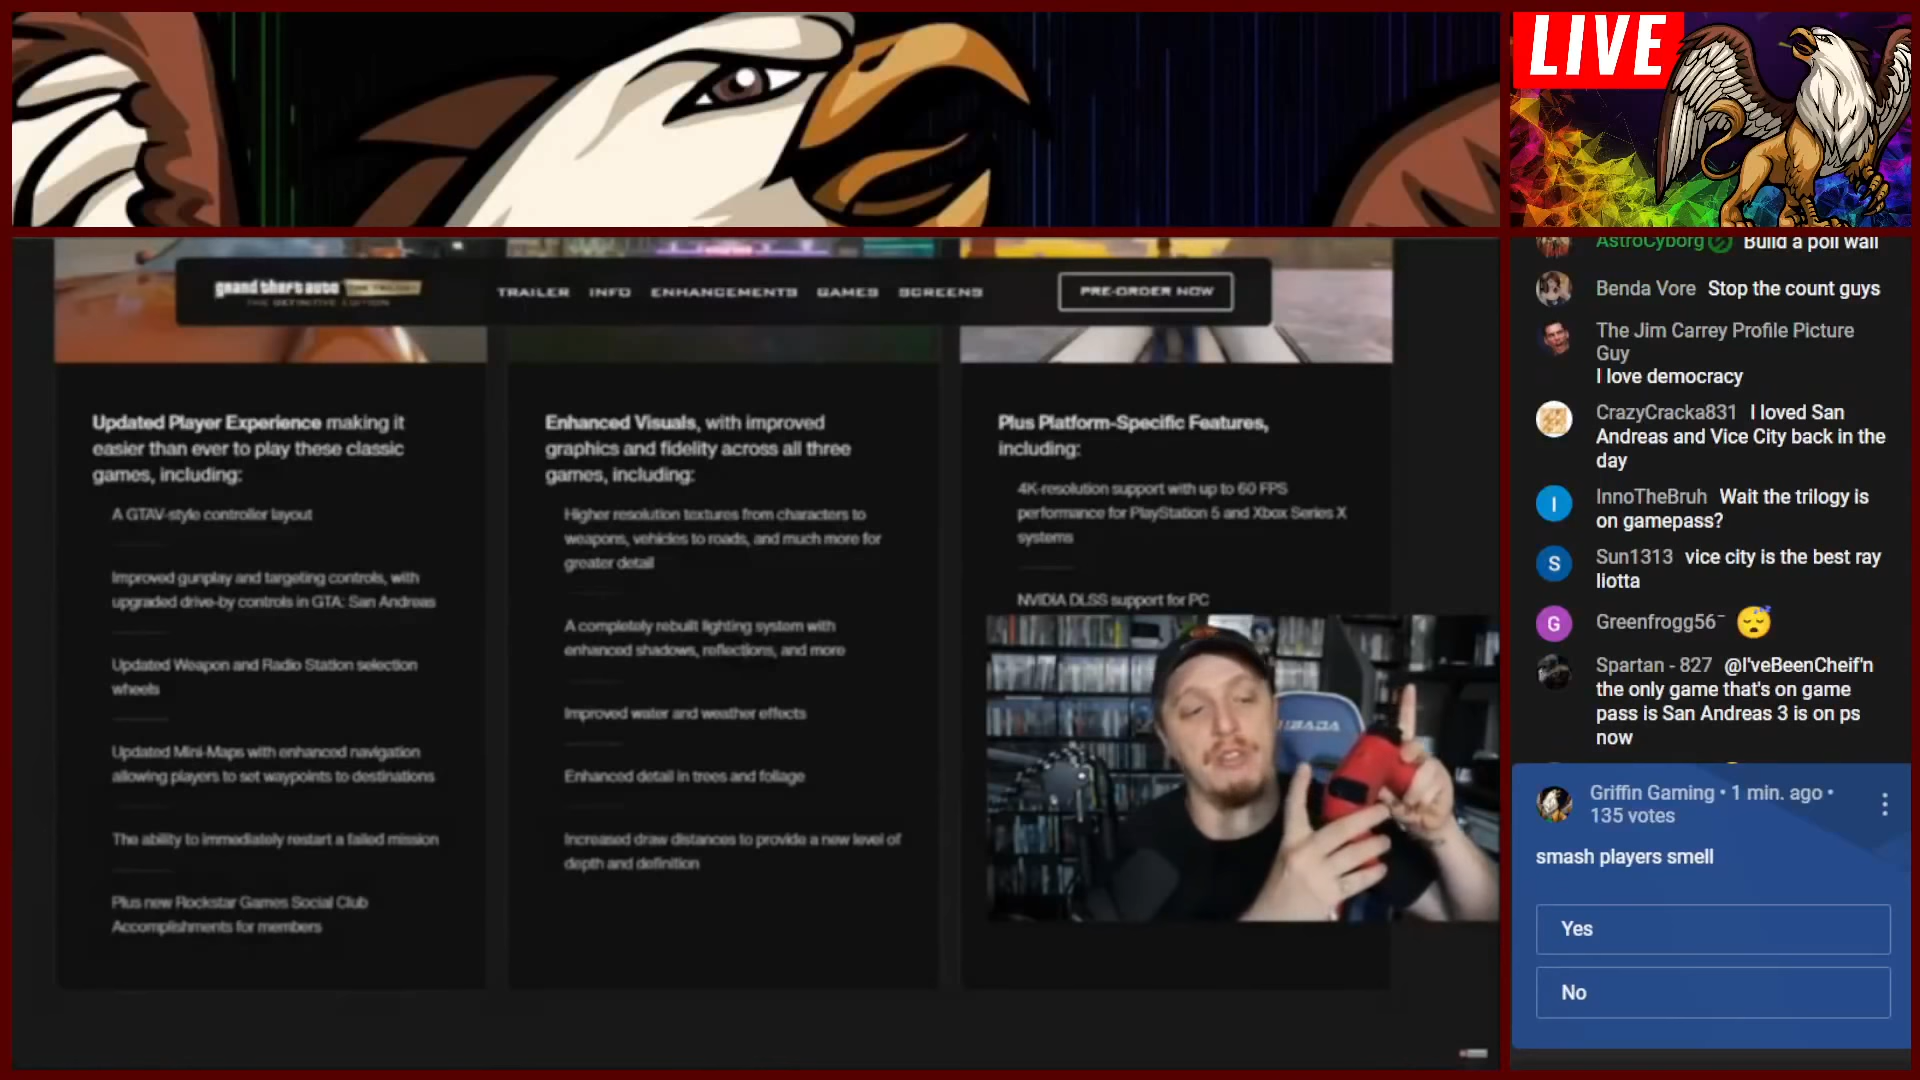 LIVE
grand theft auto
THE TRILOGY
THE DEFINITIVE EDITION
TRAILER INFO ENHANCEMENTS GAMES SCREENS
PRE-ORDER NOW
Updated Player Experience making it
easier than ever to play these classic
games, including:
A GTAV-style controller layout
Improved gunplay and targeting controls, with
upgraded drive-by controls in GTA: San Andreas
Updated Weapon and Radio Station selection
wheels
Updated Mini-Maps with enhanced navigation
allowing players to set waypoints to destinations
The ability to immediately restart a failed mission
Plus new Rockstar Games Social Club
Accomplishments for members
Enhanced Visuals, with improved
graphics and fidelity across all three
games, including:
Higher resolution textures from characters to
weapons, vehicles to roads, and much more for
greater detail
A completely rebuilt lighting system with
enhanced shadows, reflections, and more
Improved water and weather effects
Enhanced detail in trees and foliage
Increased draw distances to provide a new level of
depth and definition
Plus Platform-Specific Features,
including:
4K-resolution support with up to 60 FPS
performance for PlayStation 5 and Xbox Series X
systems
NVIDIA DLSS support for PC
AstroCyborg Build a poll wall
Benda Vore Stop the count guys
The Jim Carrey Profile Picture
Guy
I love democracy
CrazyCracka831 I loved San
Andreas and Vice City back in the
day
I InnoTheBruh Wait the trilogy is
on gamepass?
S Sun1313 vice city is the best ray
liotta
G Greenfrogg56 😴
Spartan - 827 @I'veBeenCheif'n
the only game that's on game
pass is San Andreas 3 is on ps
now
Griffin Gaming • 1 min. ago •
135 votes
smash players smell
Yes
No